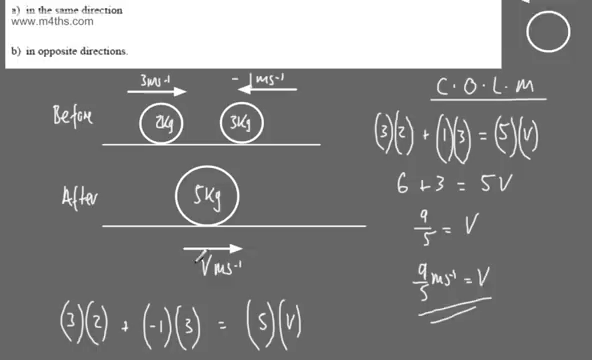 a) in the same direction
www.m4ths.com
b) in opposite directions.
3ms⁻¹ -1ms⁻¹
Before 2Kg 3Kg
After 5Kg
Vms⁻¹
(3)(2) + (-1)(3) = (5)(V)
C.O.L.M
(3)(2) + (1)(3) = (5)(V)
6 + 3 = 5V
9/5 = V
9/5 ms⁻¹ = V